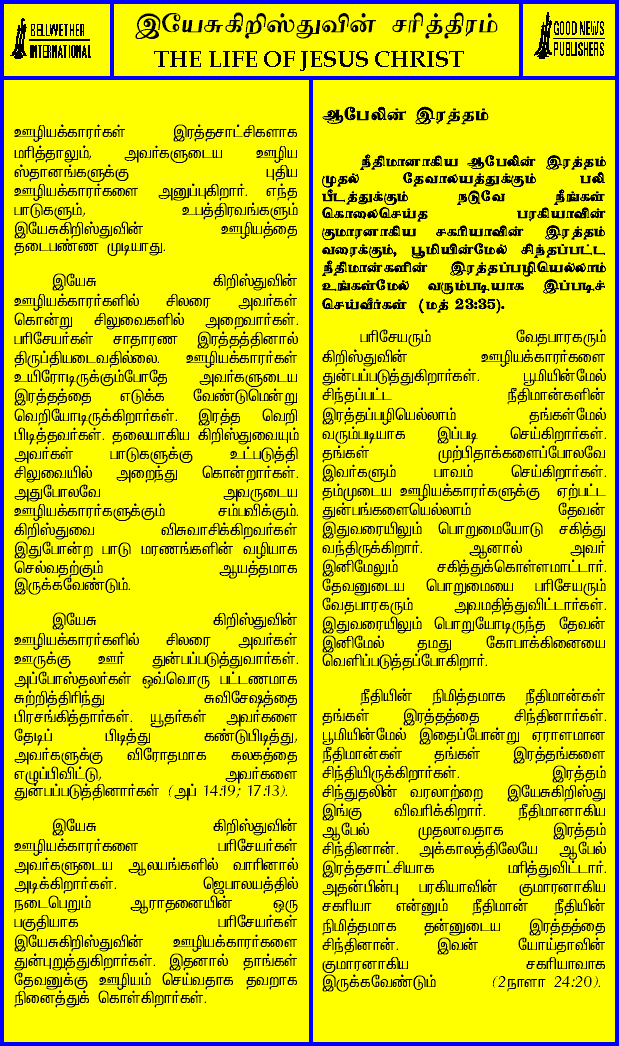 BELLWETHER
INTERNATIONAL
இயேசுகிறிஸ்துவின் சரித்திரம்
THE LIFE OF JESUS CHRIST
GOOD NEWS
PUBLISHERS
ஊழியக்காரர்கள் இரத்தசாட்சிகளாக
மரித்தாலும், அவர்களுடைய ஊழிய
ஸ்தானங்களுக்கு புதிய
ஊழியக்காரர்களை அனுப்புகிறார். எந்த
பாடுகளும், உபத்திரவங்களும்
இயேசுகிறிஸ்துவின் ஊழியத்தை
தடைபண்ண முடியாது.
இயேசு கிறிஸ்துவின்
ஊழியக்காரர்களில் சிலரை அவர்கள்
கொன்று சிலுவைகளில் அறைவார்கள்.
பரிசேயர்கள் சாதாரண இரத்தத்தினால்
திருப்தியடைவதில்லை. ஊழியக்காரர்கள்
உயிரோடிருக்கும்போதே அவர்களுடைய
இரத்தத்தை எடுக்க வேண்டுமென்று
வெறியோடிருக்கிறார்கள். இரத்த வெறி
பிடித்தவர்கள். தலையாகிய கிறிஸ்துவையும்
அவர்கள் பாடுகளுக்கு உட்படுத்தி
சிலுவையில் அறைந்து கொன்றார்கள்.
அதுபோலவே அவருடைய
ஊழியக்காரர்களுக்கும் சம்பவிக்கும்.
கிறிஸ்துவை விசுவாசிக்கிறவர்கள்
இதுபோன்ற பாடு மரணங்களின் வழியாக
செல்வதற்கும் ஆயத்தமாக
இருக்கவேண்டும்.
இயேசு கிறிஸ்துவின்
ஊழியக்காரர்களில் சிலரை அவர்கள்
ஊருக்கு ஊர் துன்பப்படுத்துவார்கள்.
அப்போஸ்தலர்கள் ஒவ்வொரு பட்டணமாக
சுற்றித்திரிந்து சுவிசேஷத்தை
பிரசங்கித்தார்கள். யூதர்கள் அவர்களை
தேடிப் பிடித்து கண்டுபிடித்து,
அவர்களுக்கு விரோதமாக கலகத்தை
எழுப்பிவிட்டு, அவர்களை
துன்பப்படுத்தினார்கள் (அப் 14:19; 17:13).
இயேசு கிறிஸ்துவின்
ஊழியக்காரர்களை பரிசேயர்கள்
அவர்களுடைய ஆலயங்களில் வாரினால்
அடிக்கிறார்கள். ஜெபாலயத்தில்
நடைபெறும் ஆராதனையின் ஒரு
பகுதியாக பரிசேயர்கள்
இயேசுகிறிஸ்துவின் ஊழியக்காரர்களை
துன்புறுத்துகிறார்கள். இதனால் தாங்கள்
தேவனுக்கு ஊழியம் செய்வதாக தவறாக
நினைத்துக் கொள்கிறார்கள்.
ஆபேலின் இரத்தம்
நீதிமானாகிய ஆபேலின் இரத்தம்
முதல் தேவாலயத்துக்கும் பலி
பீடத்துக்கும் நடுவே நீங்கள்
கொலைசெய்த பரகியாவின்
குமாரனாகிய சகரியாவின் இரத்தம்
வரைக்கும், பூமியின்மேல் சிந்தப்பட்ட
நீதிமான்களின் இரத்தப்பழியெல்லாம்
உங்கள்மேல் வரும்படியாக இப்படிச்
செய்வீர்கள் (மத் 23:35).
பரிசேயரும் வேதபாரகரும்
கிறிஸ்துவின் ஊழியக்காரர்களை
துன்பப்படுத்துகிறார்கள். பூமியின்மேல்
சிந்தப்பட்ட நீதிமான்களின்
இரத்தப்பழியெல்லாம் தங்கள்மேல்
வரும்படியாக இப்படி செய்கிறார்கள்.
தங்கள் முற்பிதாக்களைப்போலவே
இவர்களும் பாவம் செய்கிறார்கள்.
தம்முடைய ஊழியக்காரர்களுக்கு ஏற்பட்ட
துன்பங்களையெல்லாம் தேவன்
இதுவரையிலும் பொறுமையோடு சகித்து
வந்திருக்கிறார். ஆனால் அவர்
இனிமேலும் சகித்துக்கொள்ளமாட்டார்.
தேவனுடைய பொறுமையை பரிசேயரும்
வேதபாரகரும் அவமதித்துவிட்டார்கள்.
இதுவரையிலும் பொறுயோடிருந்த தேவன்
இனிமேல் தமது கோபாக்கினையை
வெளிப்படுத்தப்போகிறார்.
நீதியின் நிமித்தமாக நீதிமான்கள்
தங்கள் இரத்தத்தை சிந்தினார்கள்.
பூமியின்மேல் இதைப்போன்று ஏராளமான
நீதிமான்கள் தங்கள் இரத்தங்களை
சிந்தியிருக்கிறார்கள். இரத்தம்
சிந்துதலின் வரலாற்றை இயேசுகிறிஸ்து
இங்கு விவரிக்கிறார். நீதிமானாகிய
ஆபேல் முதலாவதாக இரத்தம்
சிந்தினான். அக்காலத்திலேயே ஆபேல்
இரத்தசாட்சியாக மரித்துவிட்டார்.
அதன்பின்பு பரகியாவின் குமாரனாகிய
சகரியா என்னும் நீதிமான் நீதியின்
நிமித்தமாக தன்னுடைய இரத்தத்தை
சிந்தினான். இவன் யோய்தாவின்
குமாரனாகிய சகரியாவாக
இருக்கவேண்டும் (2நாளா 24:20).